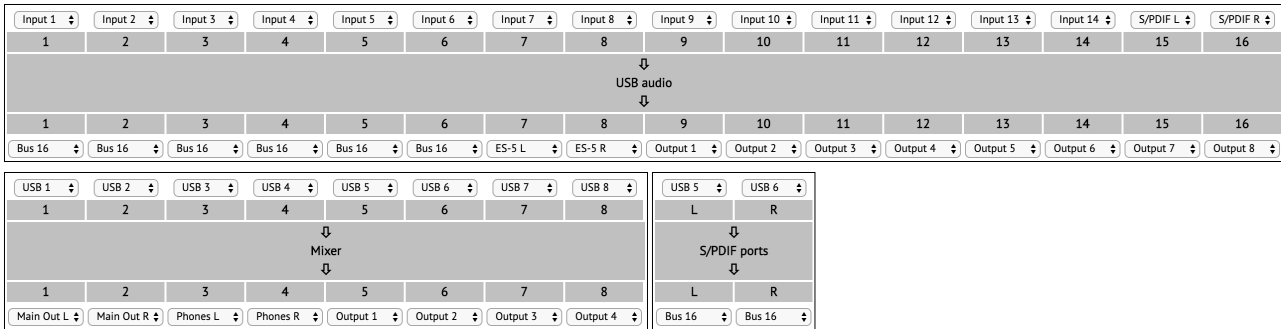 Input 1 Input 2 Input 3 Input 4 Input 5 Input 6 Input 7 Input 8 Input 9 Input 10 Input 11 Input 12 Input 13 Input 14 S/PDIF L S/PDIF R
1 2 3 4 5 6 7 8 9 10 11 12 13 14 15 16
USB audio
1 2 3 4 5 6 7 8 9 10 11 12 13 14 15 16
Bus 16 Bus 16 Bus 16 Bus 16 Bus 16 Bus 16 ES-5 L ES-5 R Output 1 Output 2 Output 3 Output 4 Output 5 Output 6 Output 7 Output 8
USB 1 USB 2 USB 3 USB 4 USB 5 USB 6 USB 7 USB 8
1 2 3 4 5 6 7 8
Mixer
1 2 3 4 5 6 7 8
Main Out L Main Out R Phones L Phones R Output 1 Output 2 Output 3 Output 4
USB 5 USB 6
L R
S/PDIF ports
L R
Bus 16 Bus 16